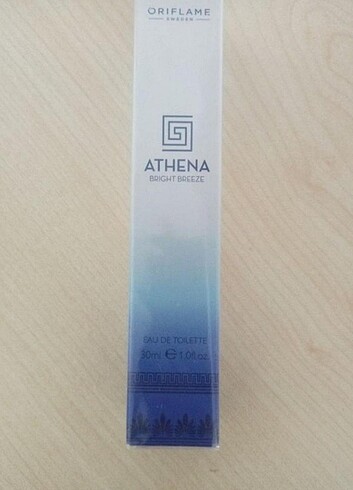 ORIFLAME
SWEDEN
ATHENA
BRIGHT BREEZE
EAU DE TOILETTE
30ml ℮ 1.0fl.oz.